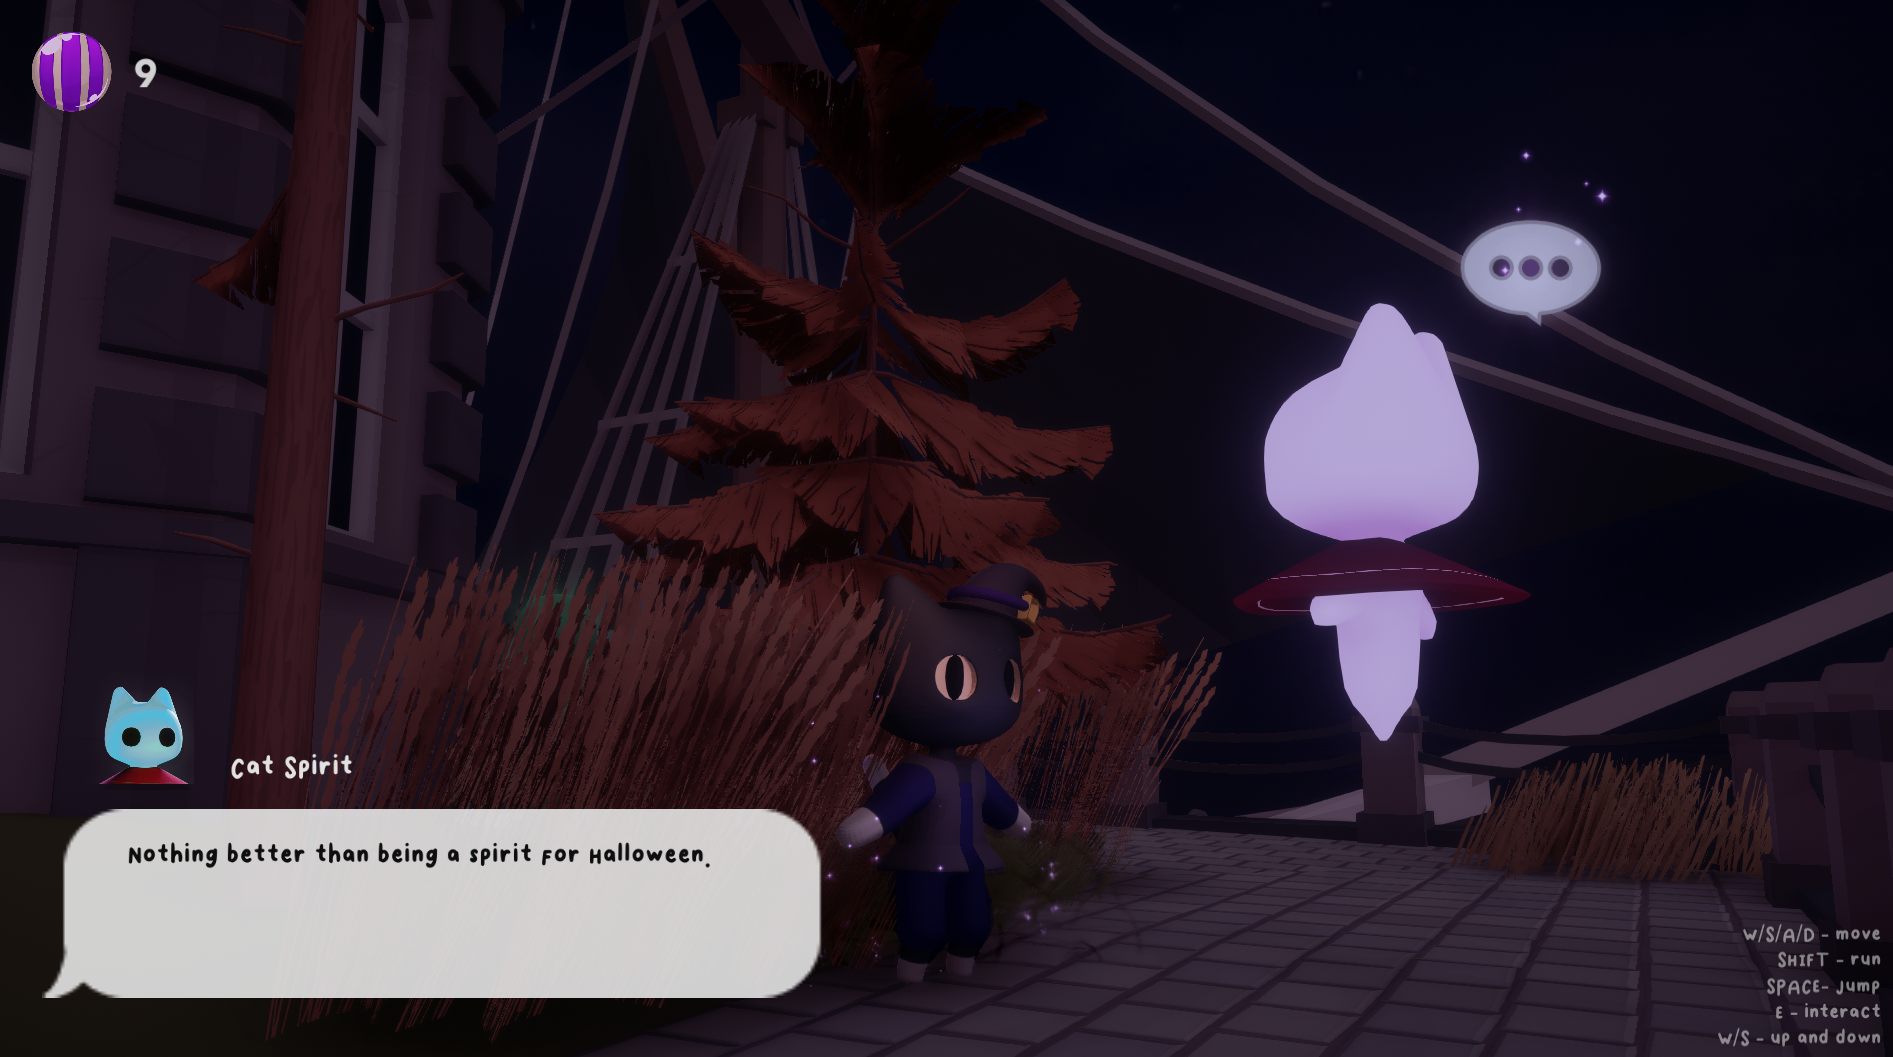 9
Cat Spirit
Nothing better than being a spirit for Halloween.
W/S/A/D - move
SHIFT - run
SPACE- jump
E - interact
W/S - up and down